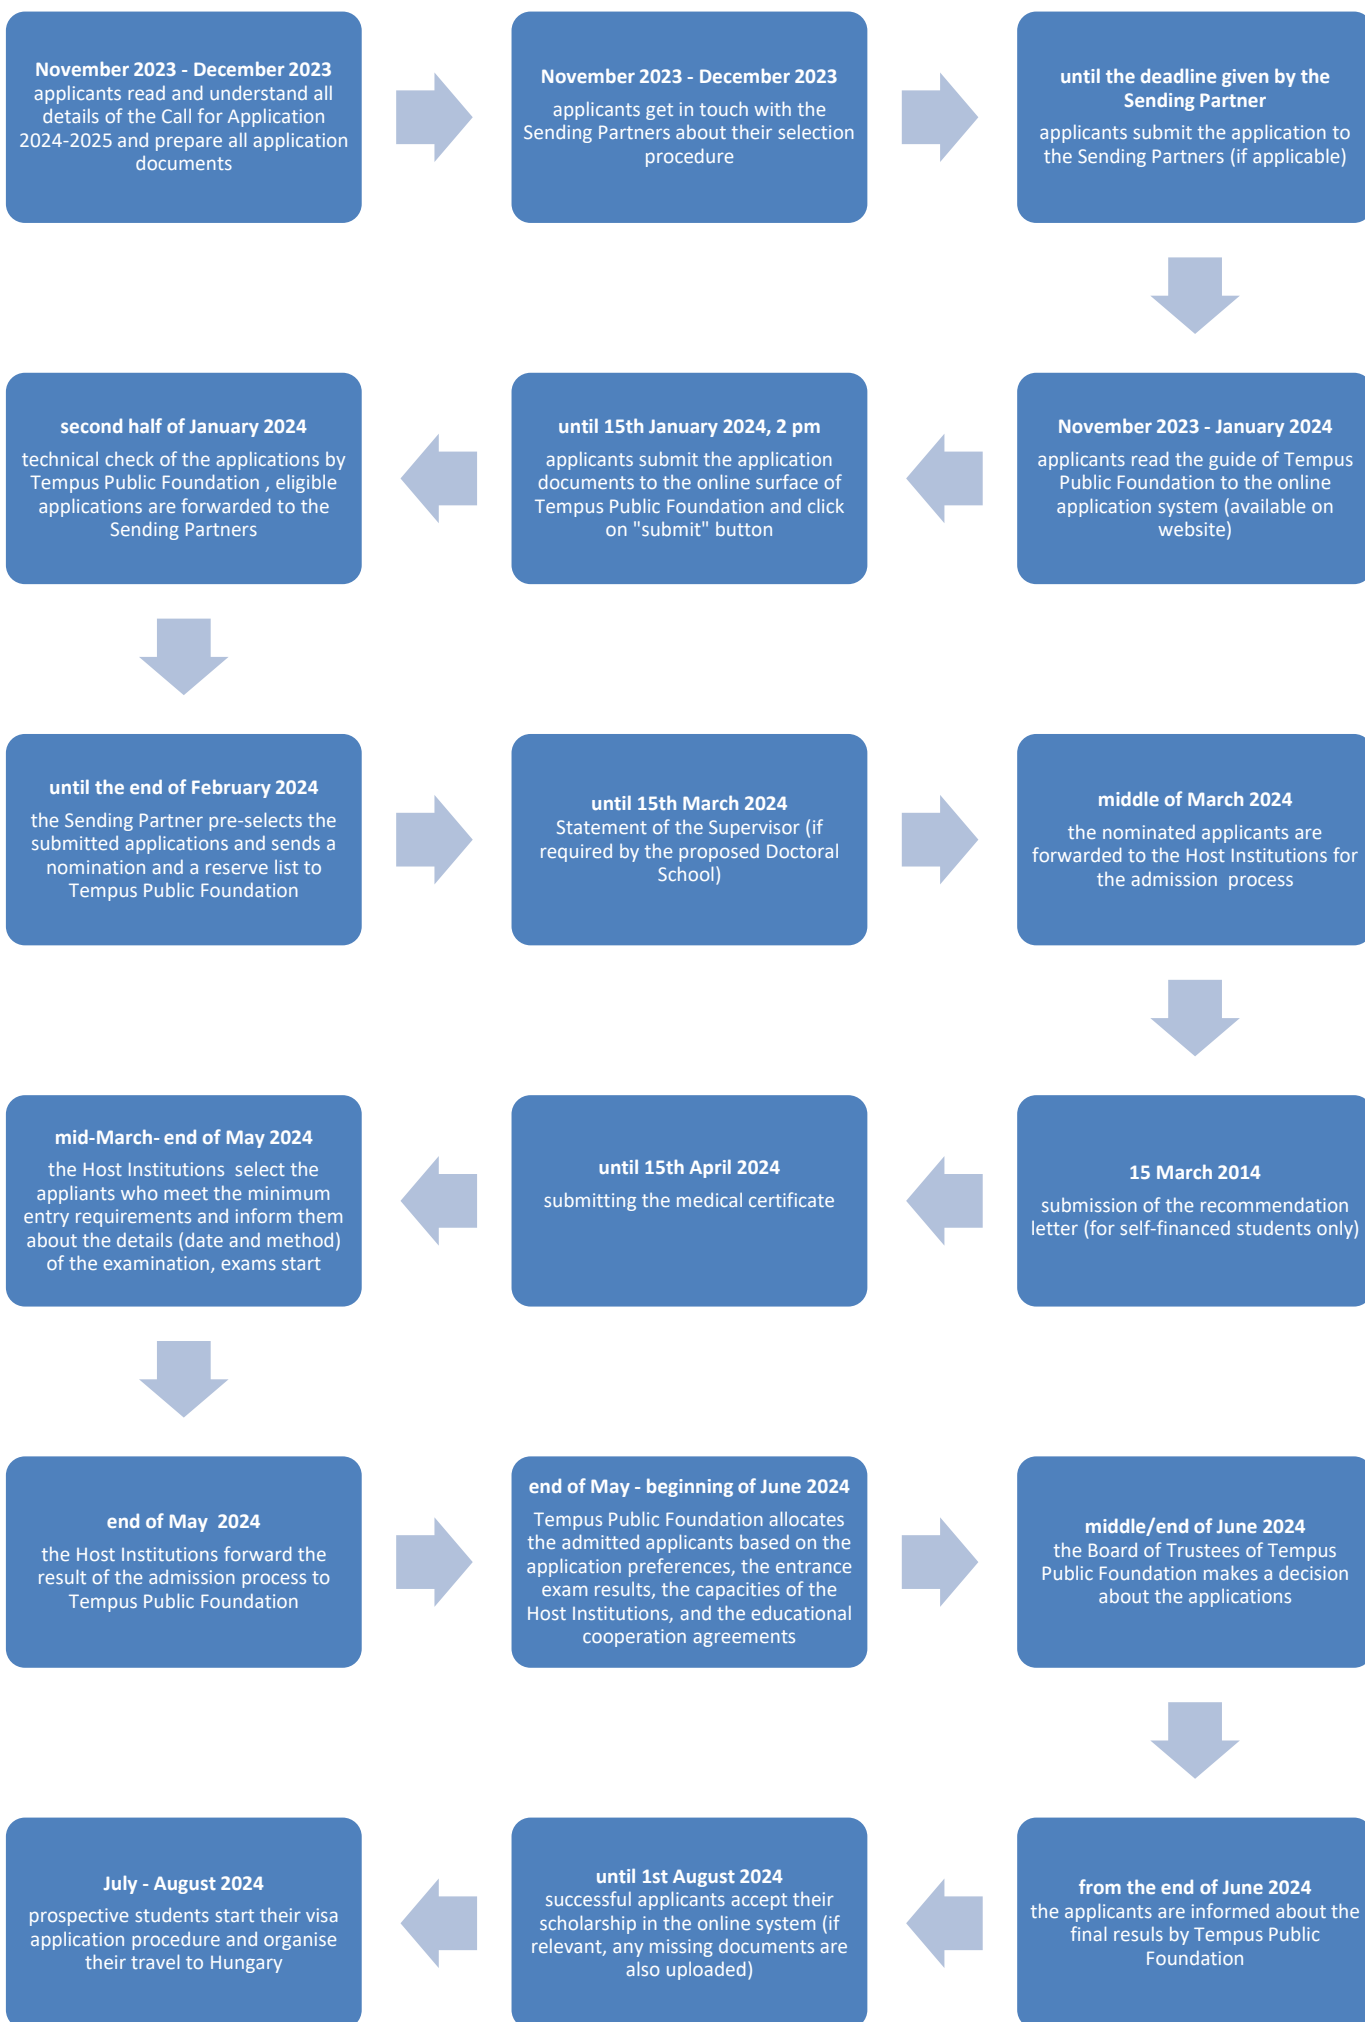 November 2023 - December 2023
applicants read and understand all
details of the Call for Application
2024-2025 and prepare all application
documents
November 2023 - December 2023
applicants get in touch with the
Sending Partners about their selection
procedure
until the deadline given by the
Sending Partner
applicants submit the application to
the Sending Partners (if applicable)
November 2023 - January 2024
applicants read the guide of Tempus
Public Foundation to the online
application system (available on
website)
until 15th January 2024, 2 pm
applicants submit the application
documents to the online surface of
Tempus Public Foundation and click
on "submit" button
second half of January 2024
technical check of the applications by
Tempus Public Foundation , eligible
applications are forwarded to the
Sending Partners
until the end of February 2024
the Sending Partner pre-selects the
submitted applications and sends a
nomination and a reserve list to
Tempus Public Foundation
until 15th March 2024
Statement of the Supervisor (if
required by the proposed Doctoral
School)
middle of March 2024
the nominated applicants are
forwarded to the Host Institutions for
the admission process
15 March 2014
submission of the recommendation
letter (for self-financed students only)
until 15th April 2024
submitting the medical certificate
mid-March- end of May 2024
the Host Institutions select the
appliants who meet the minimum
entry requirements and inform them
about the details (date and method)
of the examination, exams start
end of May 2024
the Host Institutions forward the
result of the admission process to
Tempus Public Foundation
end of May - beginning of June 2024
Tempus Public Foundation allocates
the admitted applicants based on the
application preferences, the entrance
exam results, the capacities of the
Host Institutions, and the educational
cooperation agreements
middle/end of June 2024
the Board of Trustees of Tempus
Public Foundation makes a decision
about the applications
from the end of June 2024
the applicants are informed about the
final resuls by Tempus Public
Foundation
until 1st August 2024
successful applicants accept their
scholarship in the online system (if
relevant, any missing documents are
also uploaded)
July - August 2024
prospective students start their visa
application procedure and organise
their travel to Hungary